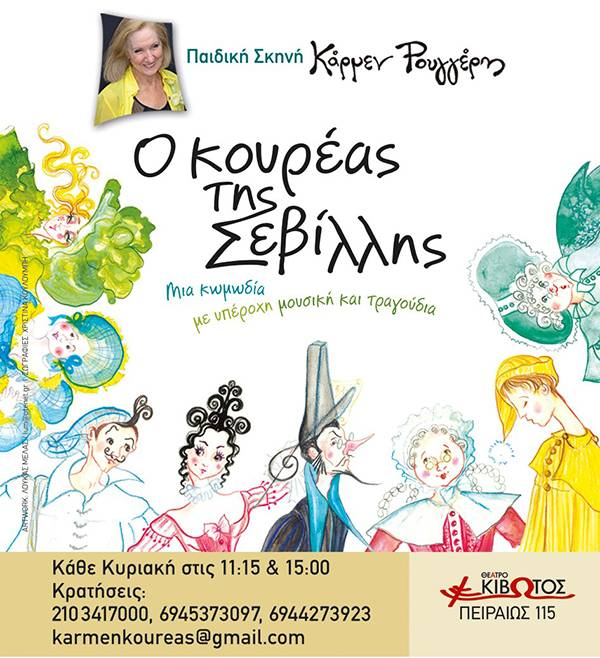 Παιδική Σκηνή Κάρμεν Ρουγγέρη
Ο κουρέας
της
Σεβίλλης
Μια κωμωδία
με υπέροχη μουσική και τραγούδια
Κάθε Κυριακή στις 11:15 & 15:00
Κρατήσεις:
210 3417000, 6945373097, 6944273923
karmenkoureas@gmail.com
ΘΕΑΤΡΟ
ΚΙΒΩΤΟΣ
ΠΕΙΡΑΙΩΣ 115